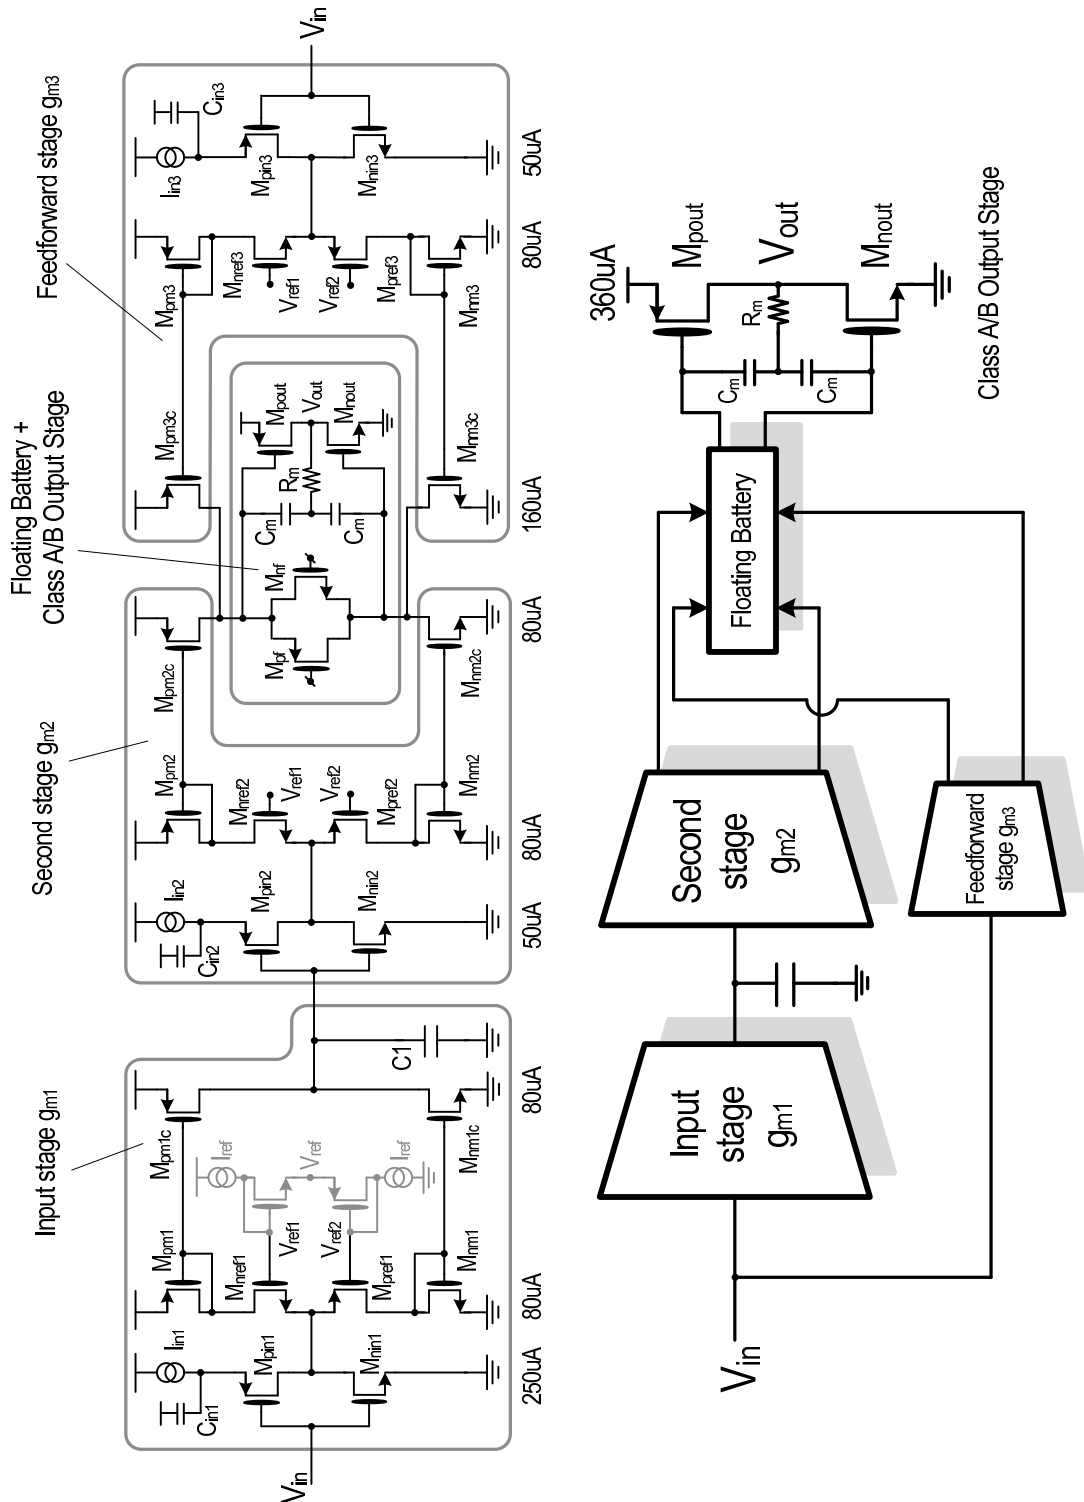 Input stage gm1
Second stage gm2
Floating Battery +
Class A/B Output Stage
Feedforward stage gm3
Vin
Cin1
Iin1
Mpin1
Mnin1
250uA
Mpm1
Mnref1
Vref1
Vref2
Mpref1
Mnm1
80uA
Iref
Vref
Iref
Mpm1c
Mnm1c
80uA
C1
Cin2
Iin2
Mpin2
Mnin2
50uA
Mpm2
Mnref2
Vref1
Vref2
Mpref2
Mnm2
80uA
Mpm2c
Mnm2c
80uA
Mpf
Mnf
Cm
Cm
Rm
Mpout
Vout
Mnout
Mpm3c
Mnm3c
160uA
Mpm3
Mnref3
Vref1
Vref2
Mpref3
Mnm3
80uA
Iin3
Cin3
Mpin3
Mnin3
50uA
Vin
Vin
Input
stage
gm1
Second
stage
gm2
Feedforward
stage gm3
Floating Battery
360uA
Cm
Cm
Rm
Mpout
Vout
Mnout
Class A/B Output Stage